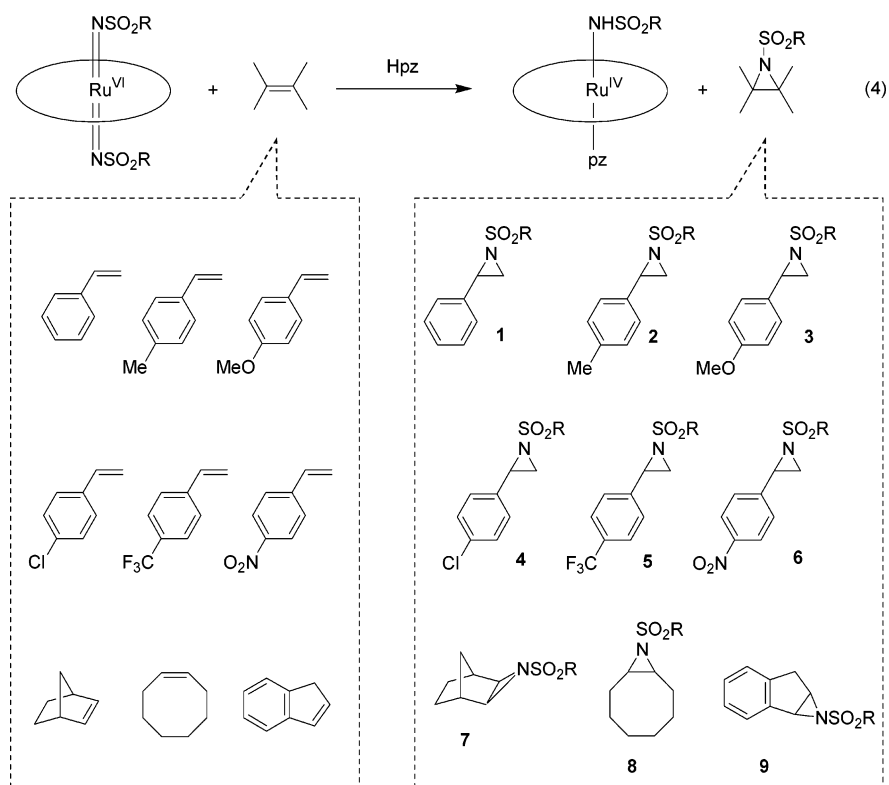 NSO₂R
Ru^VI
NSO₂R
+
Hpz
NHSO₂R
Ru^IV
pz
+
SO₂R
N
(4)
Me
MeO
Cl
F₃C
O₂N
SO₂R
N
1
SO₂R
N
Me
2
SO₂R
N
MeO
3
SO₂R
N
Cl
4
SO₂R
N
F₃C
5
SO₂R
N
O₂N
6
NSO₂R
7
SO₂R
N
8
NSO₂R
9